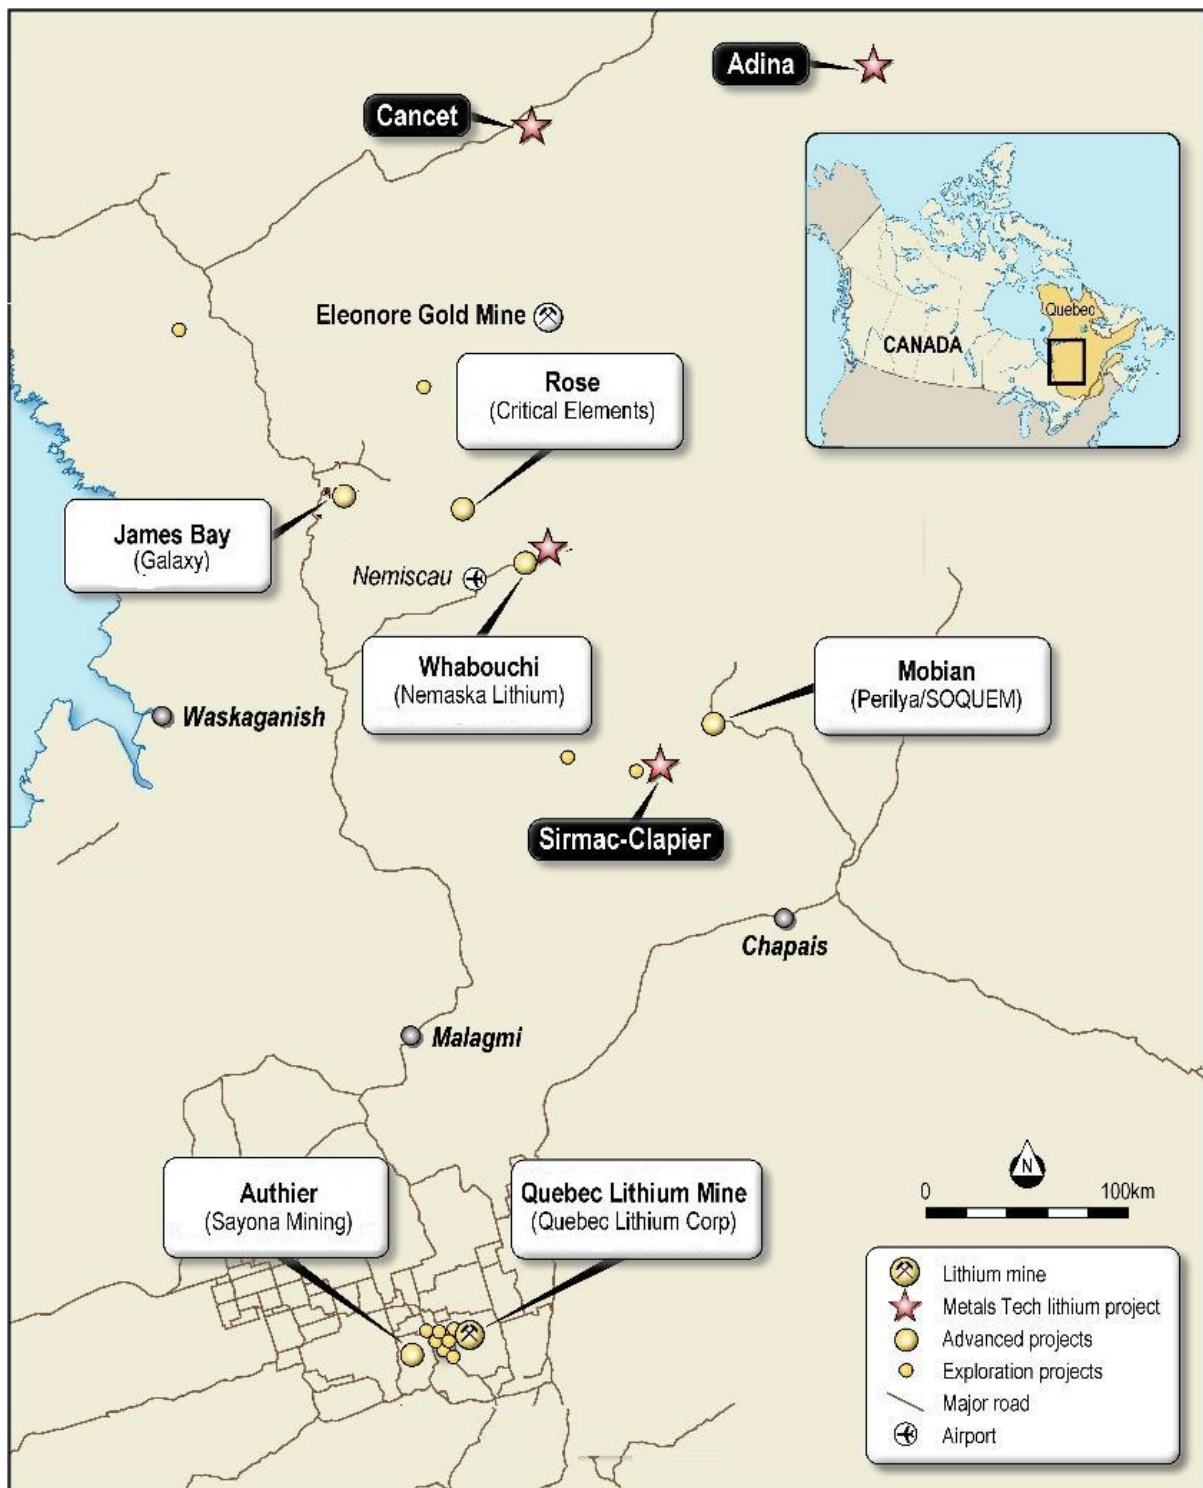 Adina
Cancet
Quebec
CANADA
Eleonore Gold Mine
Rose
(Critical Elements)
James Bay
(Galaxy)
Nemiscau
Whabouchi
(Nemaska Lithium)
Mobian
(Perilya/SOQUEM)
Waskaganish
Sirmac-Clapier
Chapais
Malagmi
Authier
(Sayona Mining)
Quebec Lithium Mine
(Quebec Lithium Corp)
N
0 100km
Lithium mine
Metals Tech lithium project
Advanced projects
Exploration projects
Major road
Airport